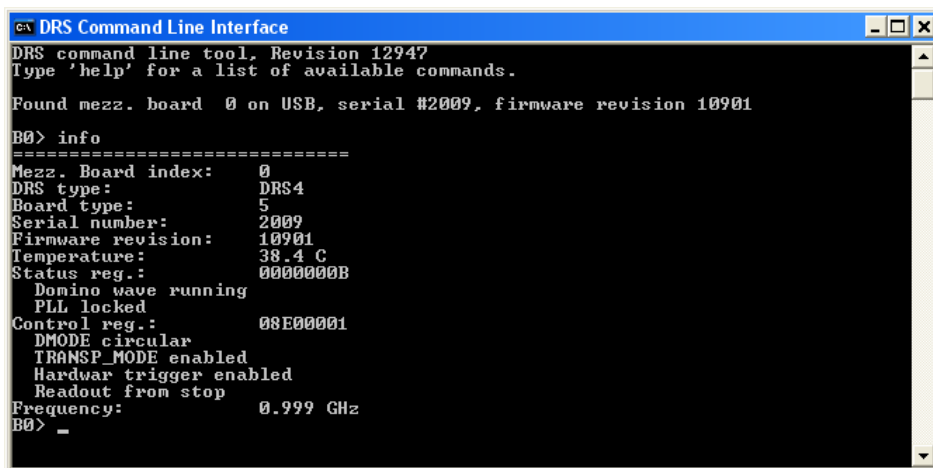 DRS Command Line Interface
DRS command line tool, Revision 12947
Type 'help' for a list of available commands.
Found mezz. board  0 on USB, serial #2009, firmware revision 10901
B0> info
==============================
Mezz. Board index:    0
DRS type:             DRS4
Board type:           5
Serial number:        2009
Firmware revision:    10901
Temperature:          38.4 C
Status reg.:          0000000B
  Domino wave running
  PLL locked
Control reg.:         08E00001
  DMODE circular
  TRANSP_MODE enabled
  Hardwar trigger enabled
  Readout from stop
Frequency:            0.999 GHz
B0> _